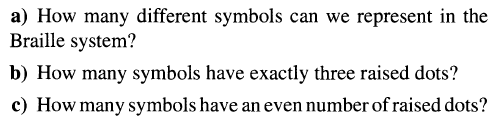 a) How many different symbols can we represent in the
Braille system?
b) How many symbols have exactly three raised dots?
c) How many symbols have an even number of raised dots?